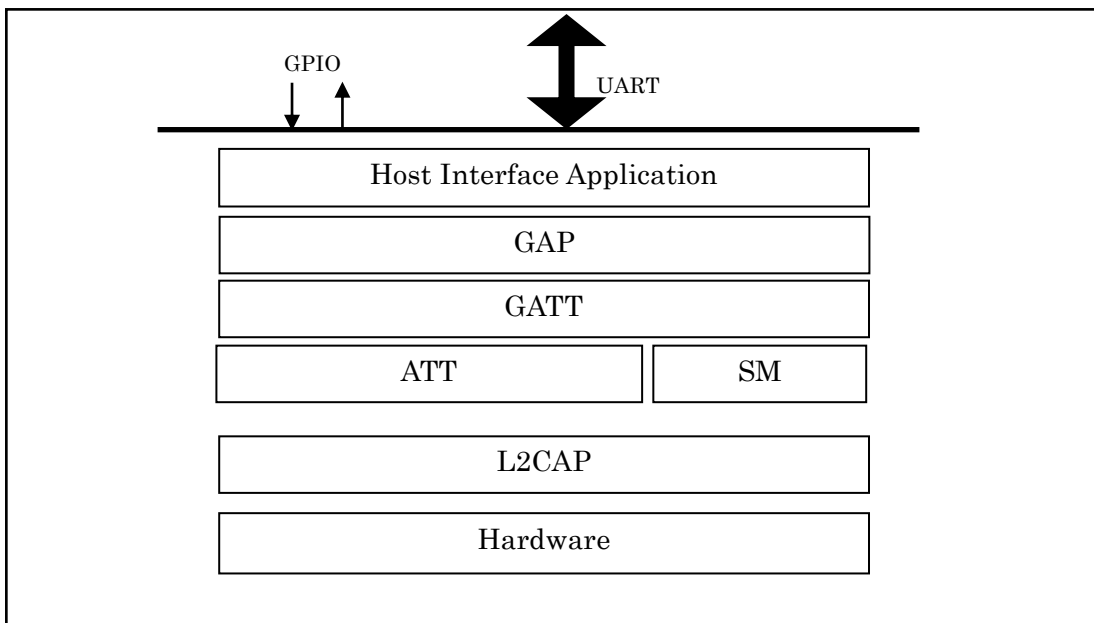 GPIO
UART
Host Interface Application
GAP
GATT
ATT SM
L2CAP
Hardware